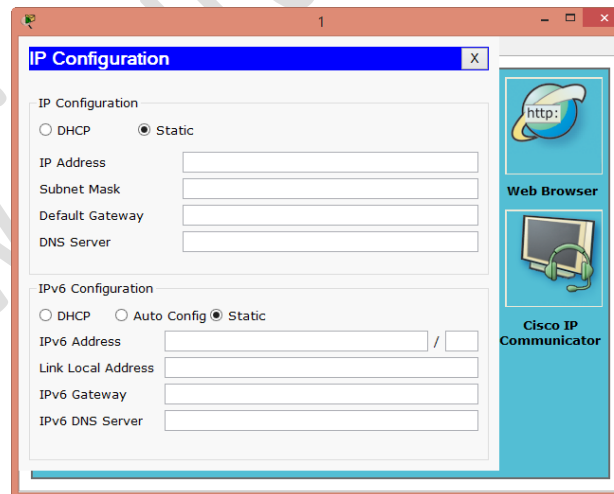 1
IP Configuration X
IP Configuration
DHCP Static
IP Address
Subnet Mask
Default Gateway
DNS Server
IPv6 Configuration
DHCP Auto Config Static
IPv6 Address /
Link Local Address
IPv6 Gateway
IPv6 DNS Server
http:
Web Browser
Cisco IP
Communicator